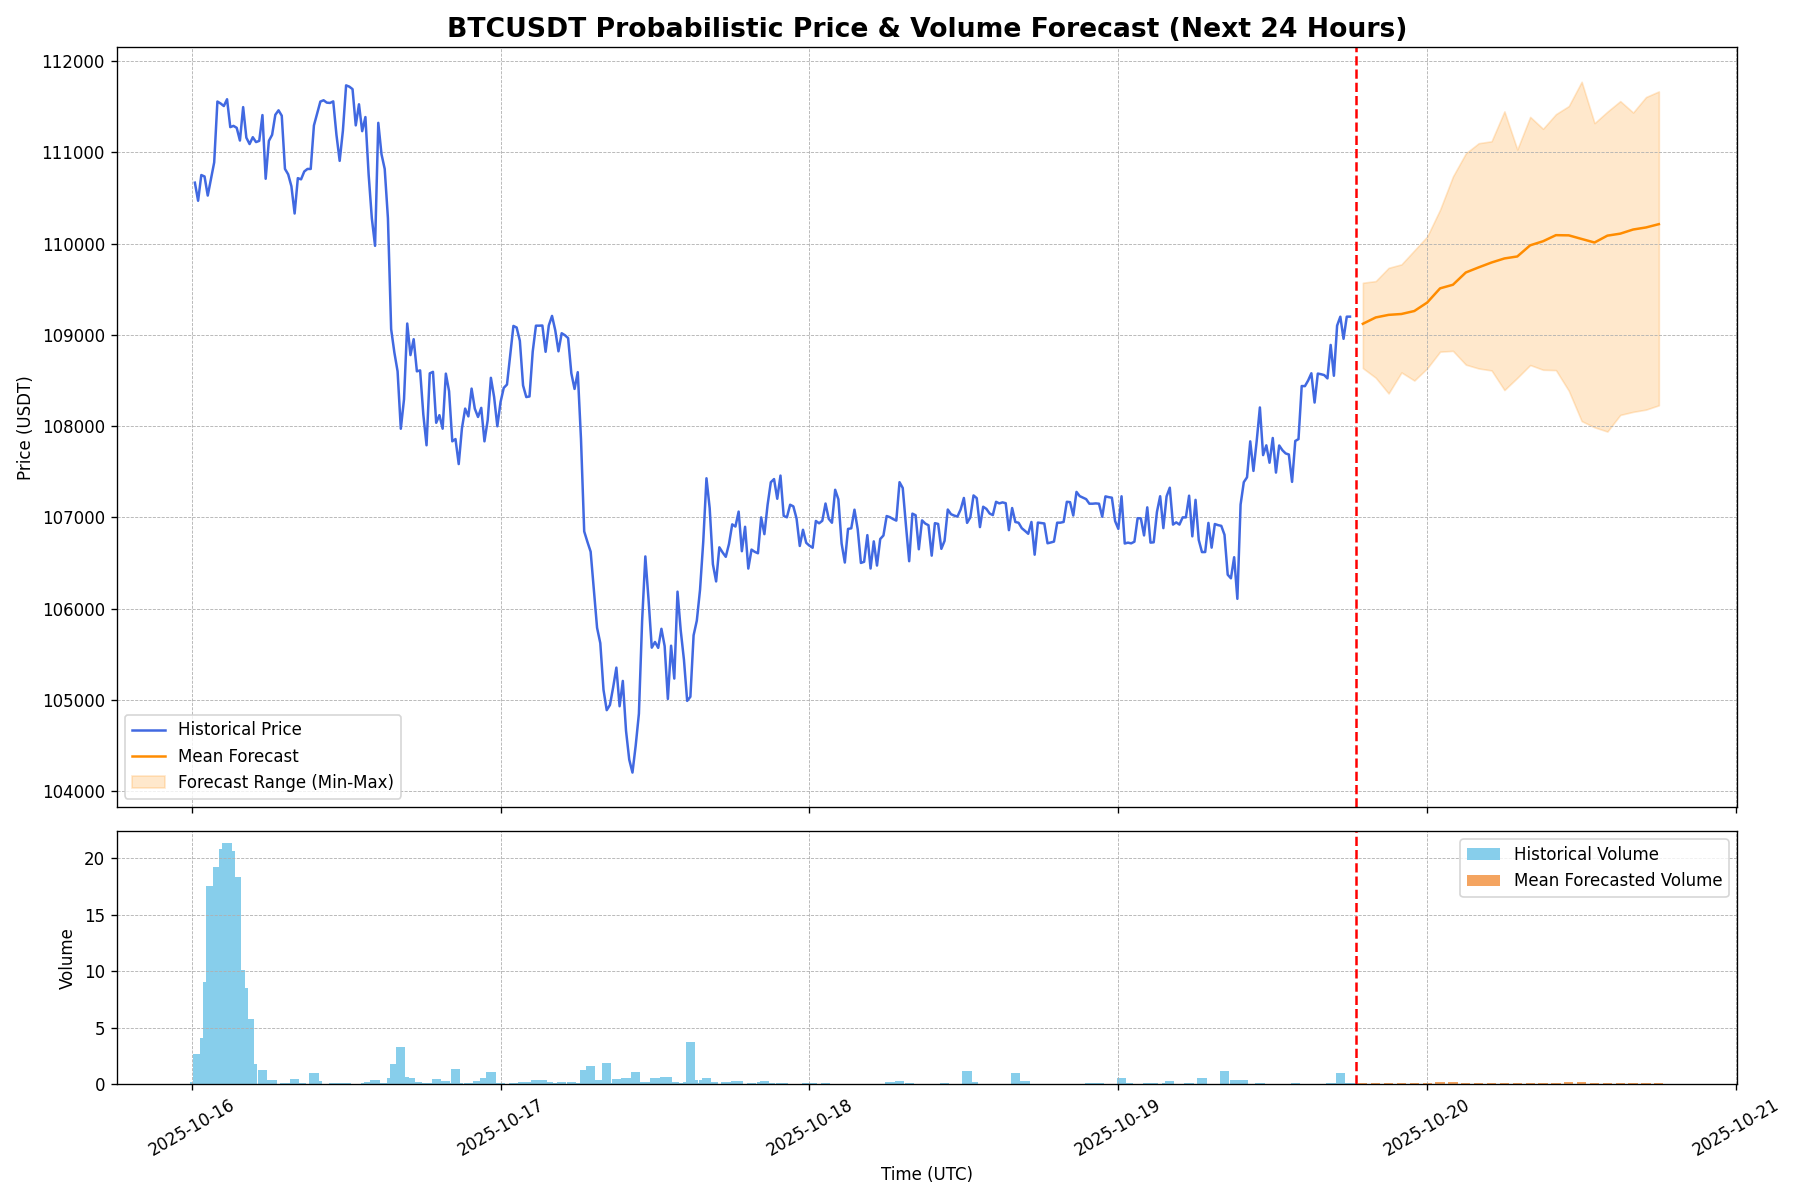 BTCUSDT Probabilistic Price & Volume Forecast (Next 24 Hours)
112000
111000
110000
109000
108000
107000
106000
105000
104000
Price (USDT)
Historical Price
Mean Forecast
Forecast Range (Min-Max)
20
15
10
5
0
Volume
Historical Volume
Mean Forecasted Volume
2025-10-16
2025-10-17
2025-10-18
2025-10-19
2025-10-20
2025-10-21
Time (UTC)